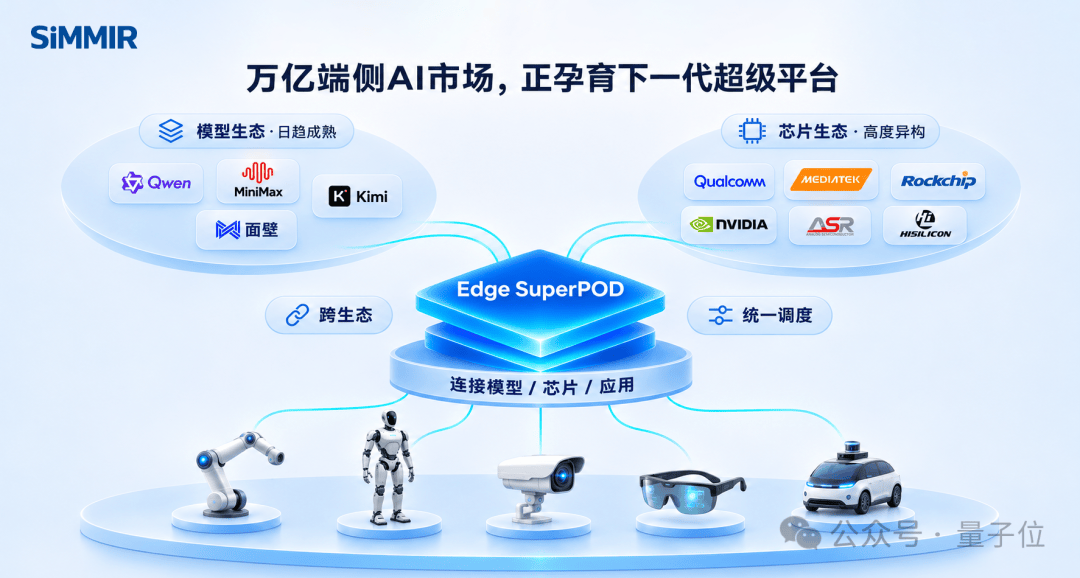 SiMMIR
万亿端侧AI市场，正孕育下一代超级平台
模型生态·日趋成熟
芯片生态·高度异构
Qwen
MiniMax
Kimi
面壁
Qualcomm
MEDIATEK
Rockchip
NVIDIA
ASR
HISILICON
Edge SuperPOD
跨生态
统一调度
连接模型 / 芯片 / 应用
公众号·量子位